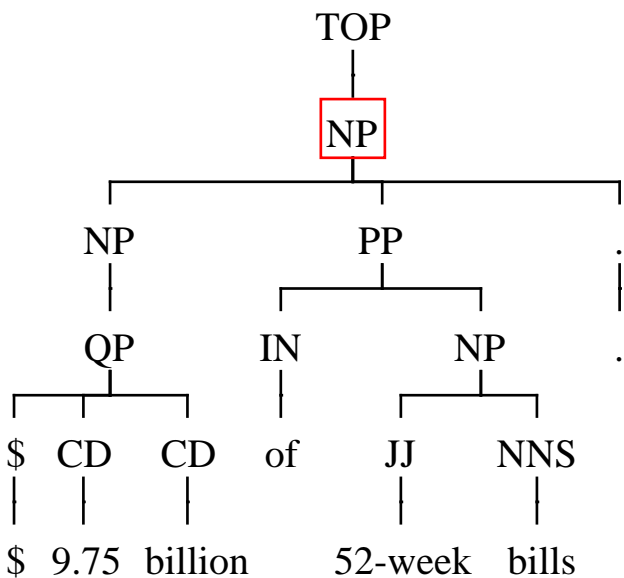 TOP
NP
NP PP .
QP IN NP .
$ CD CD of JJ NNS
$ 9.75 billion 52-week bills